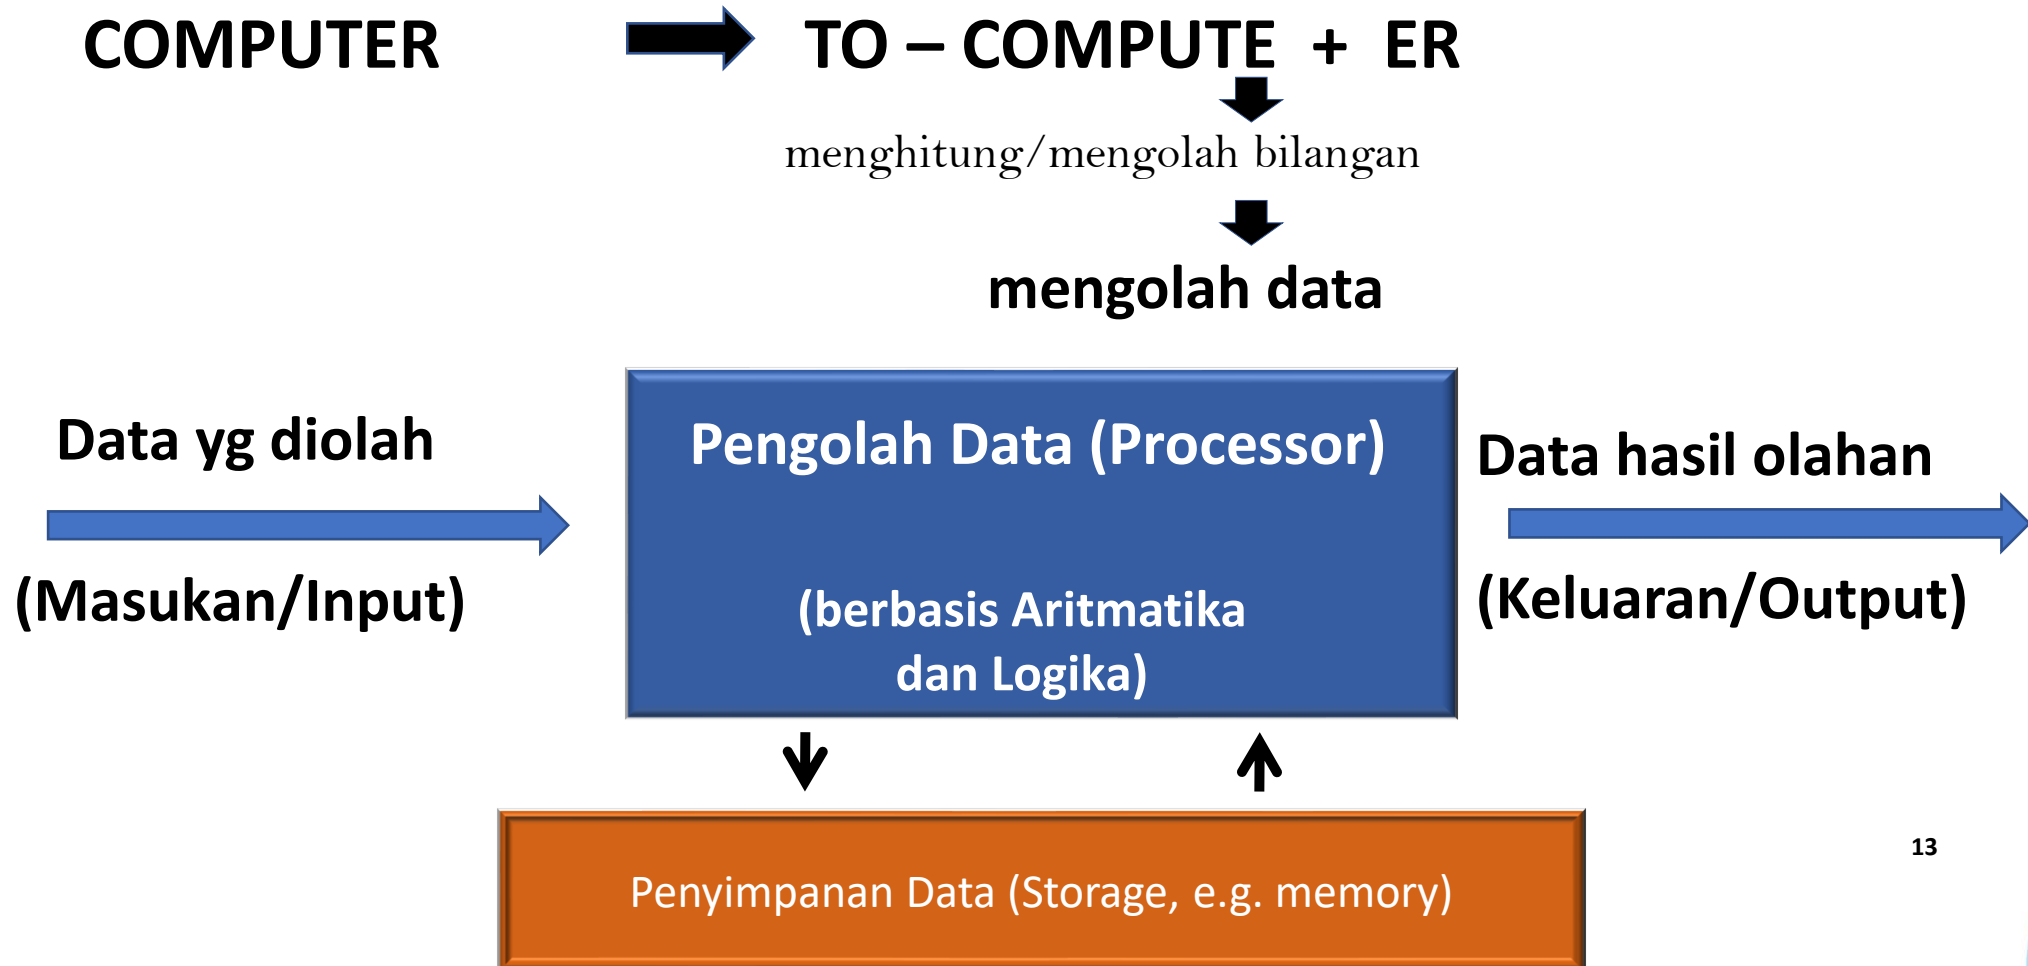 COMPUTER TO – COMPUTE + ER
menghitung/mengolah bilangan
mengolah data
Data yg diolah
(Masukan/Input)
Pengolah Data (Processor)
(berbasis Aritmatika
dan Logika)
Data hasil olahan
(Keluaran/Output)
Penyimpanan Data (Storage, e.g. memory)
13